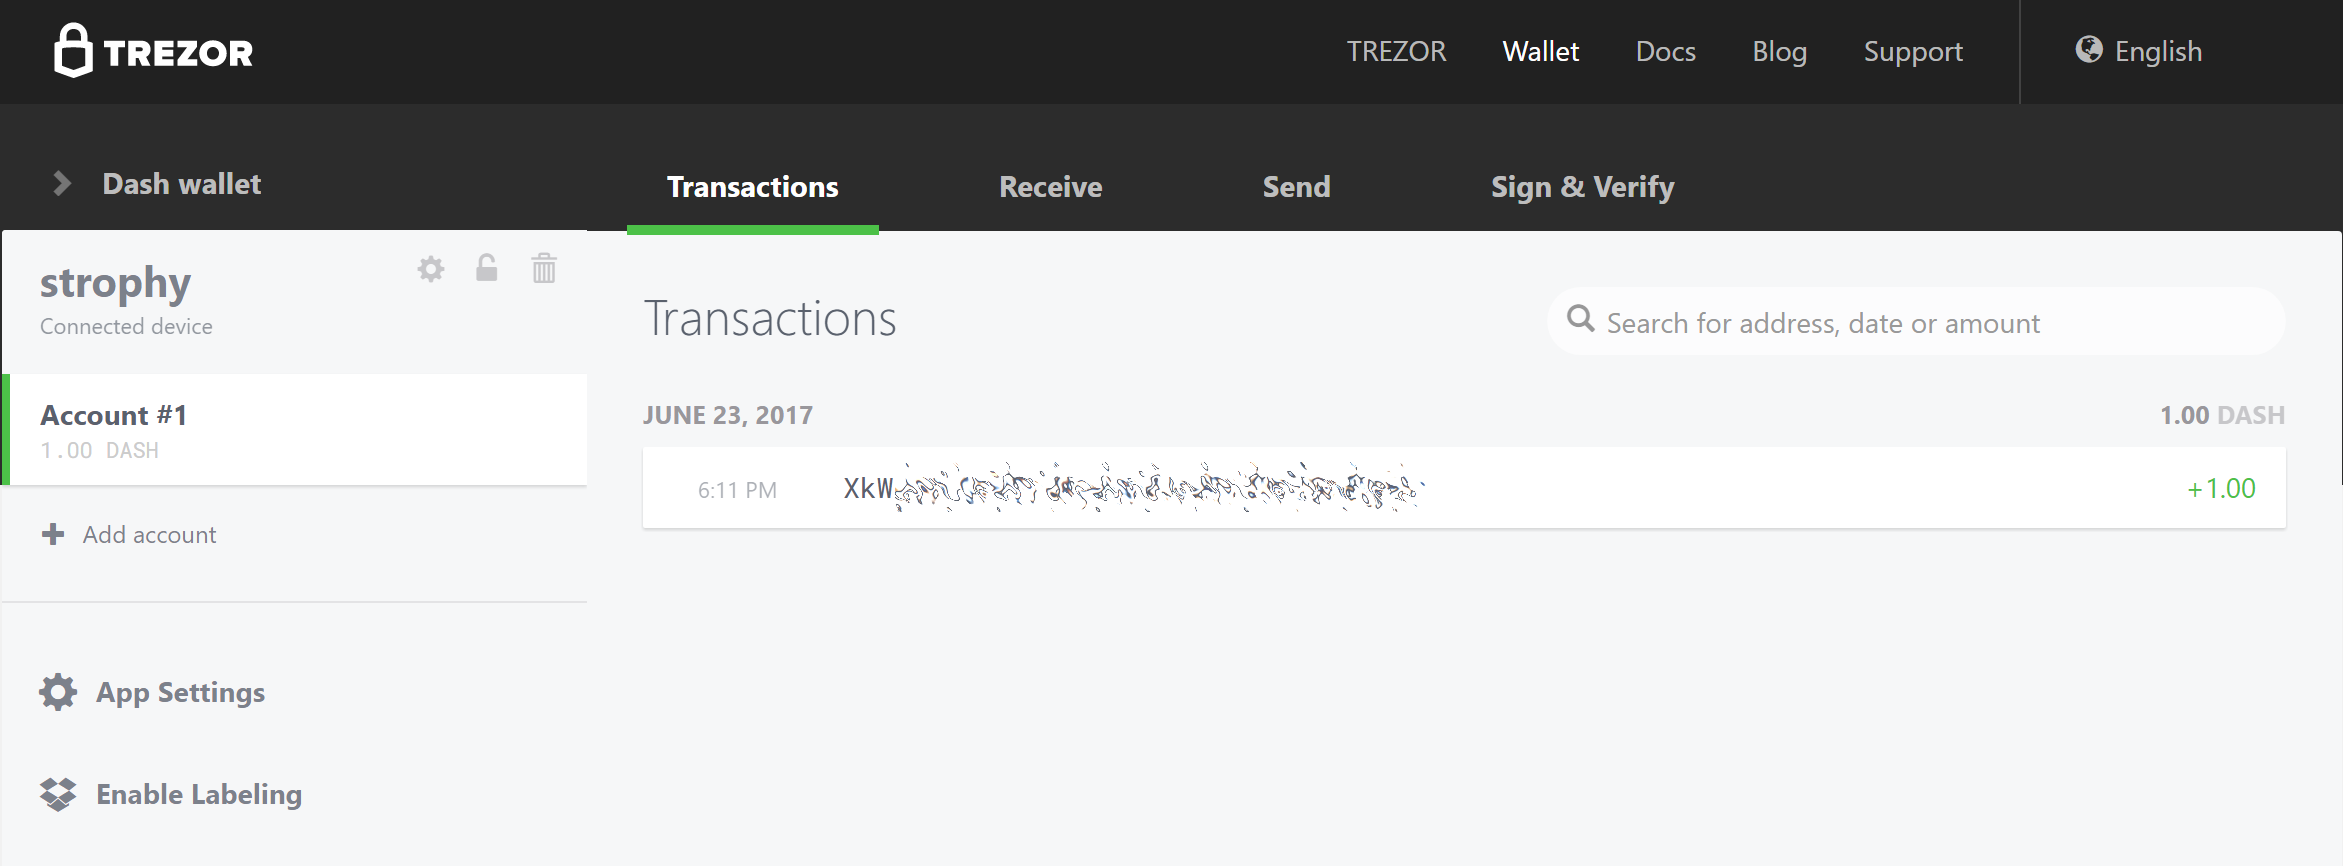 TREZOR
TREZOR Wallet Docs Blog Support English
Dash wallet
Transactions Receive Send Sign & Verify
strophy
Connected device
Account #1
1.00 DASH
Add account
App Settings
Enable Labeling
Transactions
Search for address, date or amount
JUNE 23, 2017 1.00 DASH
6:11 PM XkW +1.00